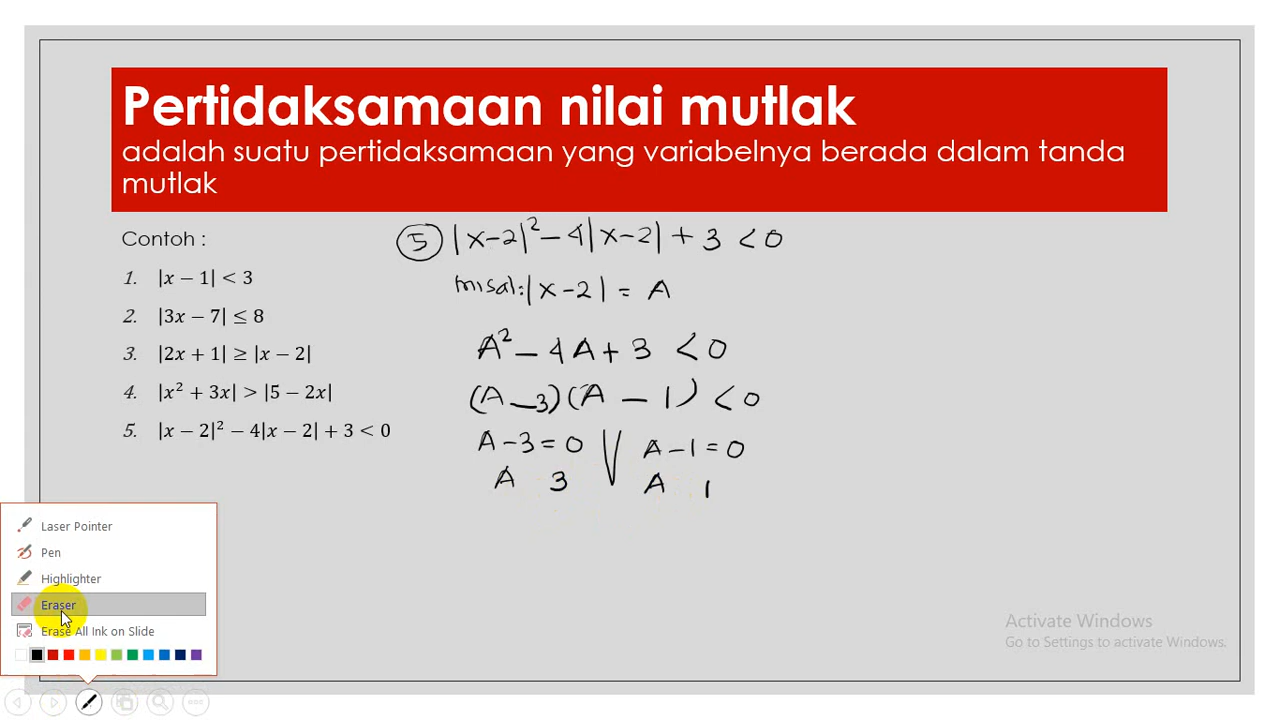 Pertidaksamaan nilai mutlak
adalah suatu pertidaksamaan yang variabelnya berada dalam tanda
mutlak
Contoh :
1. |x − 1| < 3
2. |3x − 7| ≤ 8
3. |2x + 1| ≥ |x − 2|
4. |x² + 3x| > |5 − 2x|
5. |x − 2|² − 4|x − 2| + 3 < 0
5 |x-2|² - 4|x-2| + 3 < 0
misal: |x-2| = A
A² - 4A + 3 < 0
(A - 3)(A - 1) < 0
A - 3 = 0 V A - 1 = 0
A 3 A 1
Laser Pointer
Pen
Highlighter
Eraser
Erase All Ink on Slide
Activate Windows
Go to Settings to activate Windows.